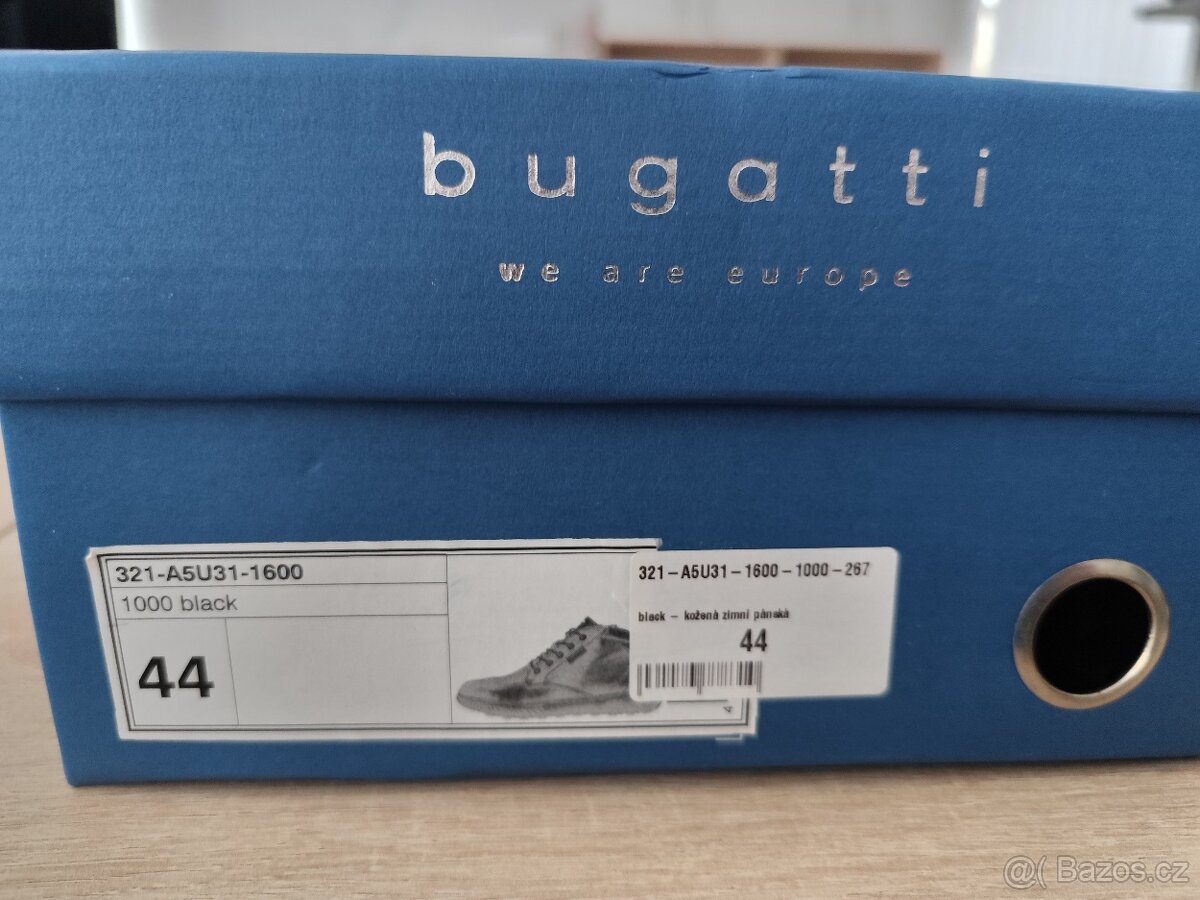 bugatti
we are europe
321-A5U31-1600
1000 black
44
4
321-A5U31-1600-1000-267
black - kožená zimní pánská
44
@( Bazoš.cz